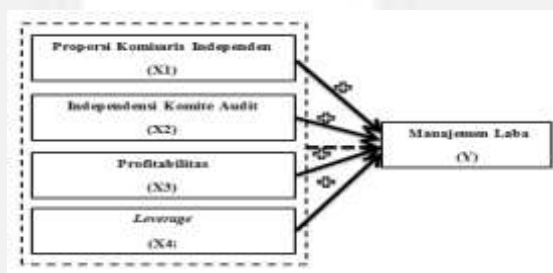 Proporsi Komisaris Independen
(X1)
Independensi Komite Audit
(X2)
Profitabilitas
(X3)
Leverage
(X4)
Manajemen Laba
(Y)